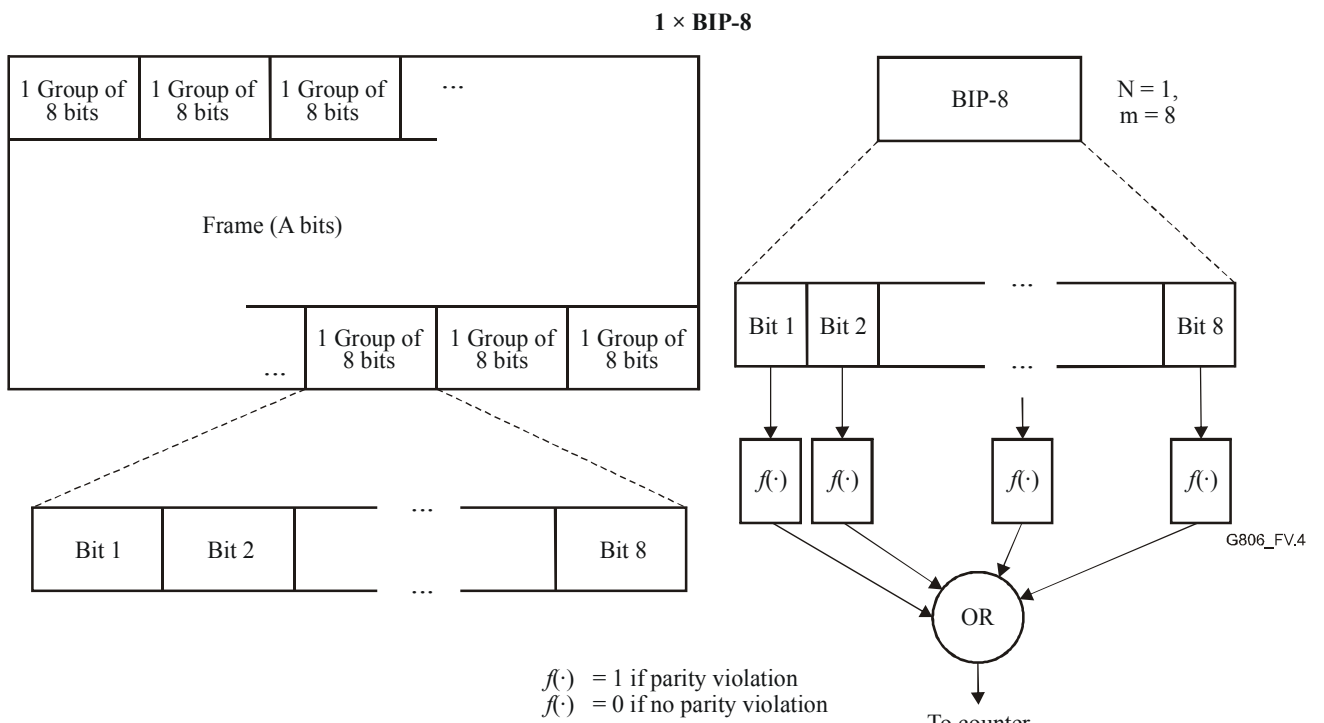 1 × BIP-8
1 Group of
8 bits
1 Group of
8 bits
1 Group of
8 bits
...
Frame (A bits)
...
1 Group of
8 bits
1 Group of
8 bits
1 Group of
8 bits
Bit 1
Bit 2
...
...
Bit 8
BIP-8
N = 1,
m = 8
Bit 1
Bit 2
...
...
Bit 8
f(·)
f(·)
f(·)
f(·)
G806_FV.4
OR
To counter
f(·) = 1 if parity violation
f(·) = 0 if no parity violation